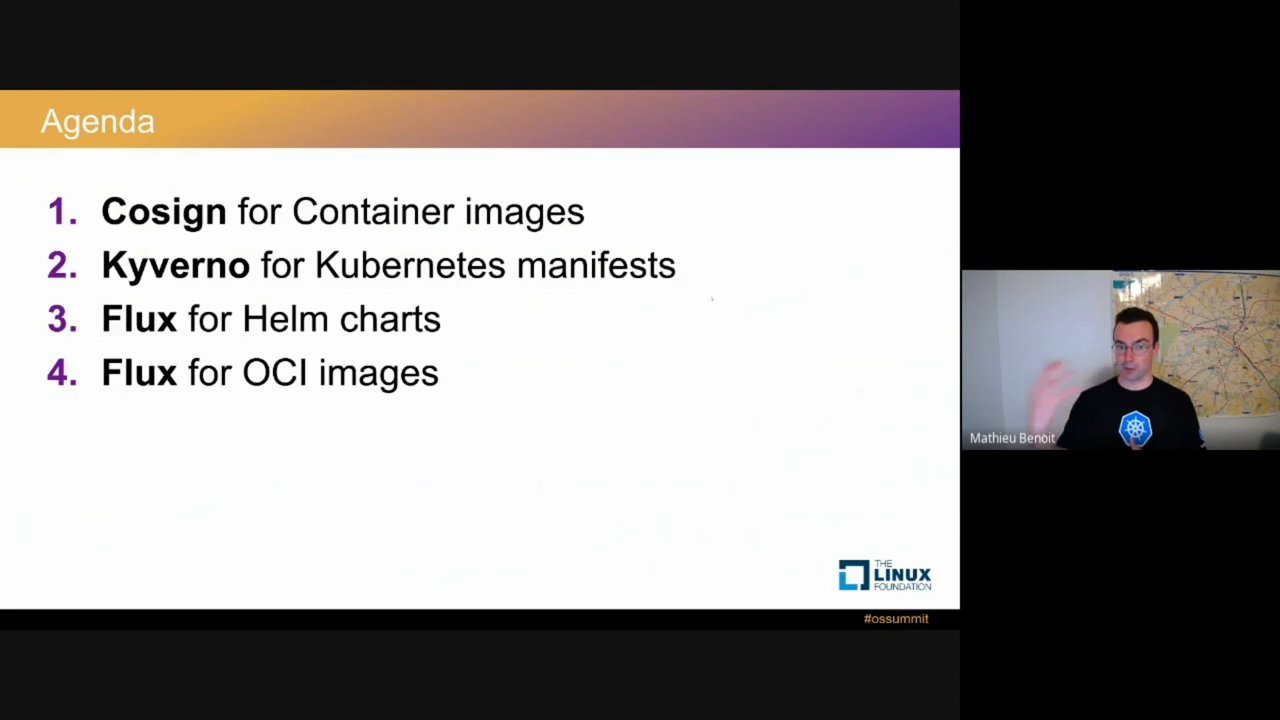 Agenda
1. Cosign for Container images
2. Kyverno for Kubernetes manifests
3. Flux for Helm charts
4. Flux for OCI images
THE
LINUX
FOUNDATION
#ossummit
Mathieu Benoit